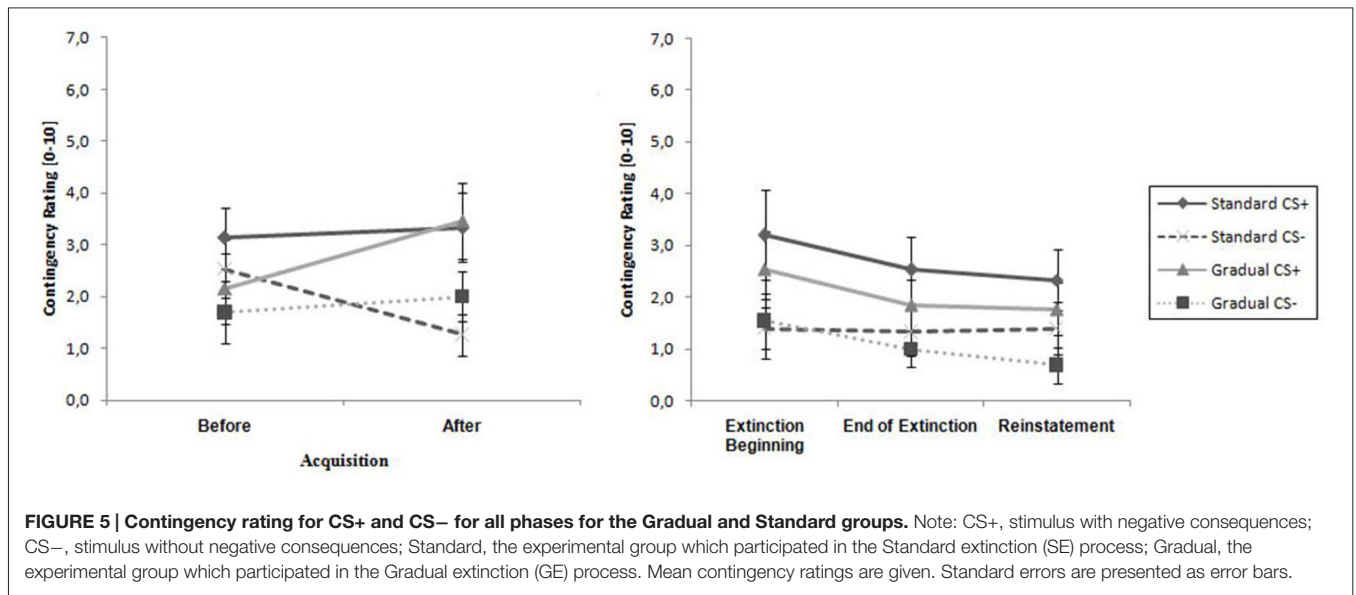 7,0
6,0
5,0
4,0
3,0
2,0
1,0
0,0
Contingency Rating [0-10]
Before
After
Acquisition
7,0
6,0
5,0
4,0
3,0
2,0
1,0
0,0
Contingency Rating [0-10]
Extinction
Beginning
End of Extinction
Reinstatement
Standard CS+
Standard CS-
Gradual CS+
Gradual CS-
FIGURE 5 | Contingency rating for CS+ and CS− for all phases for the Gradual and Standard groups. Note: CS+, stimulus with negative consequences;
CS−, stimulus without negative consequences; Standard, the experimental group which participated in the Standard extinction (SE) process; Gradual, the
experimental group which participated in the Gradual extinction (GE) process. Mean contingency ratings are given. Standard errors are presented as error bars.